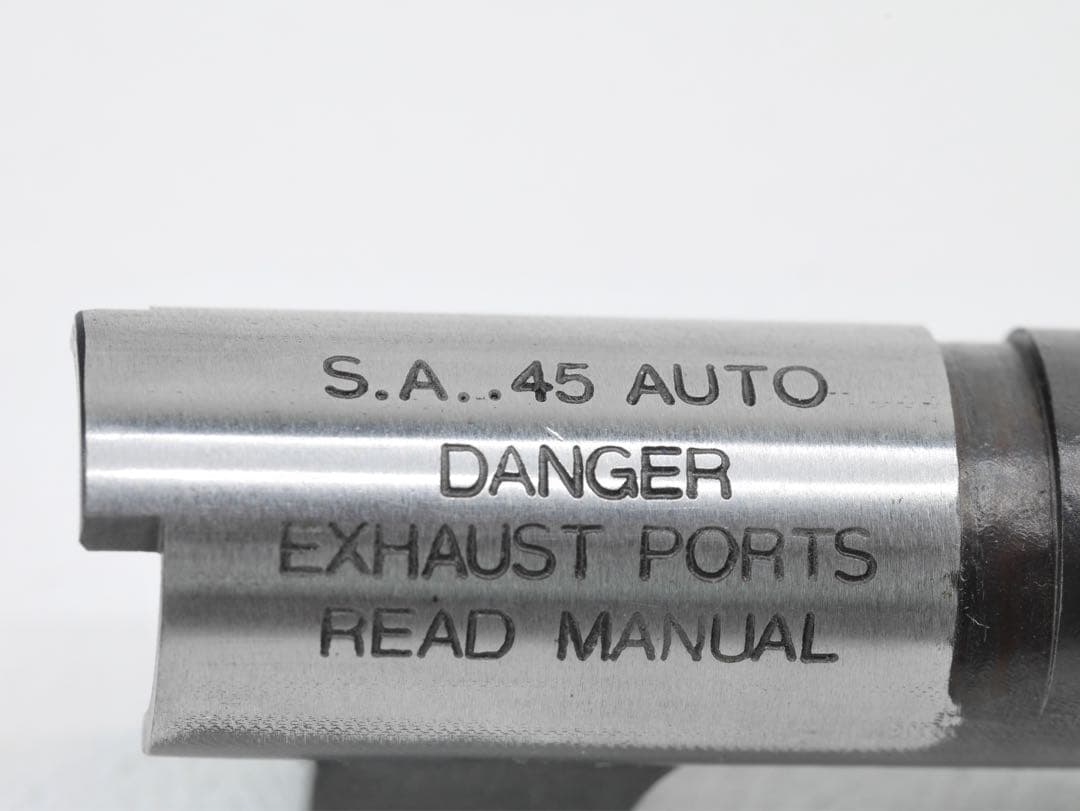 S.A..45 AUTO
DANGER
EXHAUST PORTS
READ MANUAL